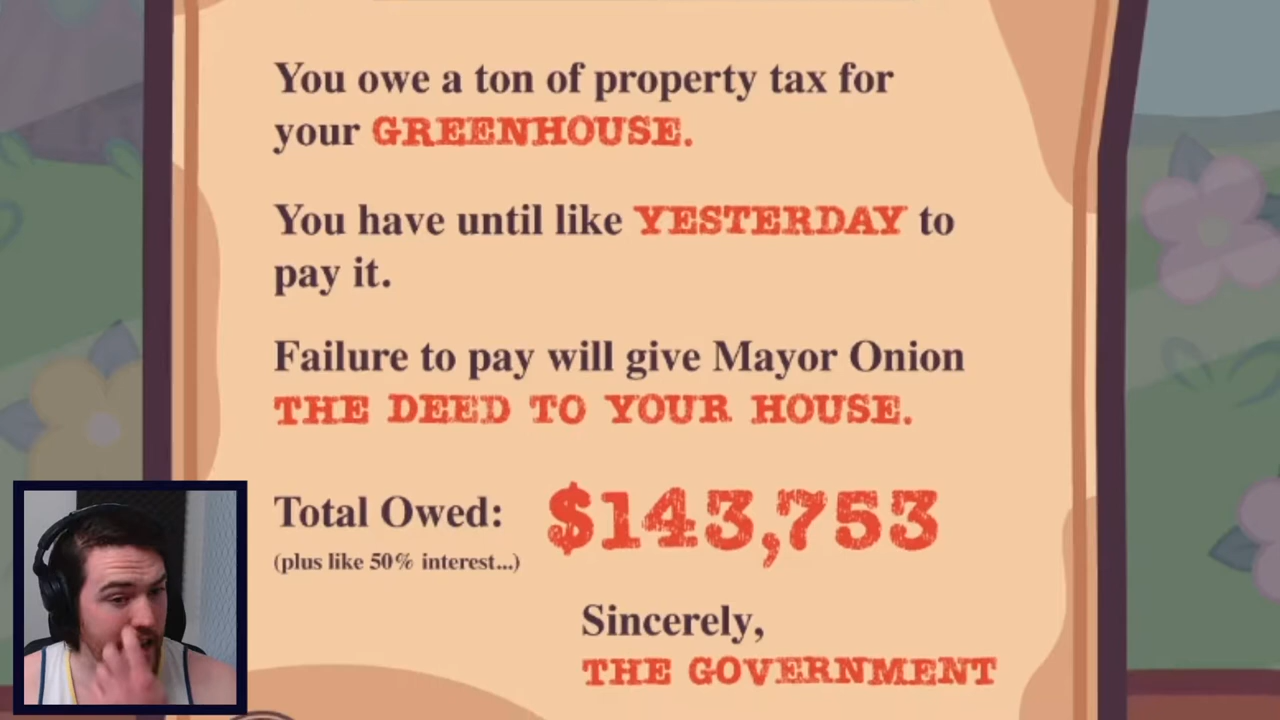 You owe a ton of property tax for
your GREENHOUSE.
You have until like YESTERDAY to
pay it.
Failure to pay will give Mayor Onion
THE DEED TO YOUR HOUSE.
Total Owed: $143,753
(plus like 50% interest...)
Sincerely,
THE GOVERNMENT